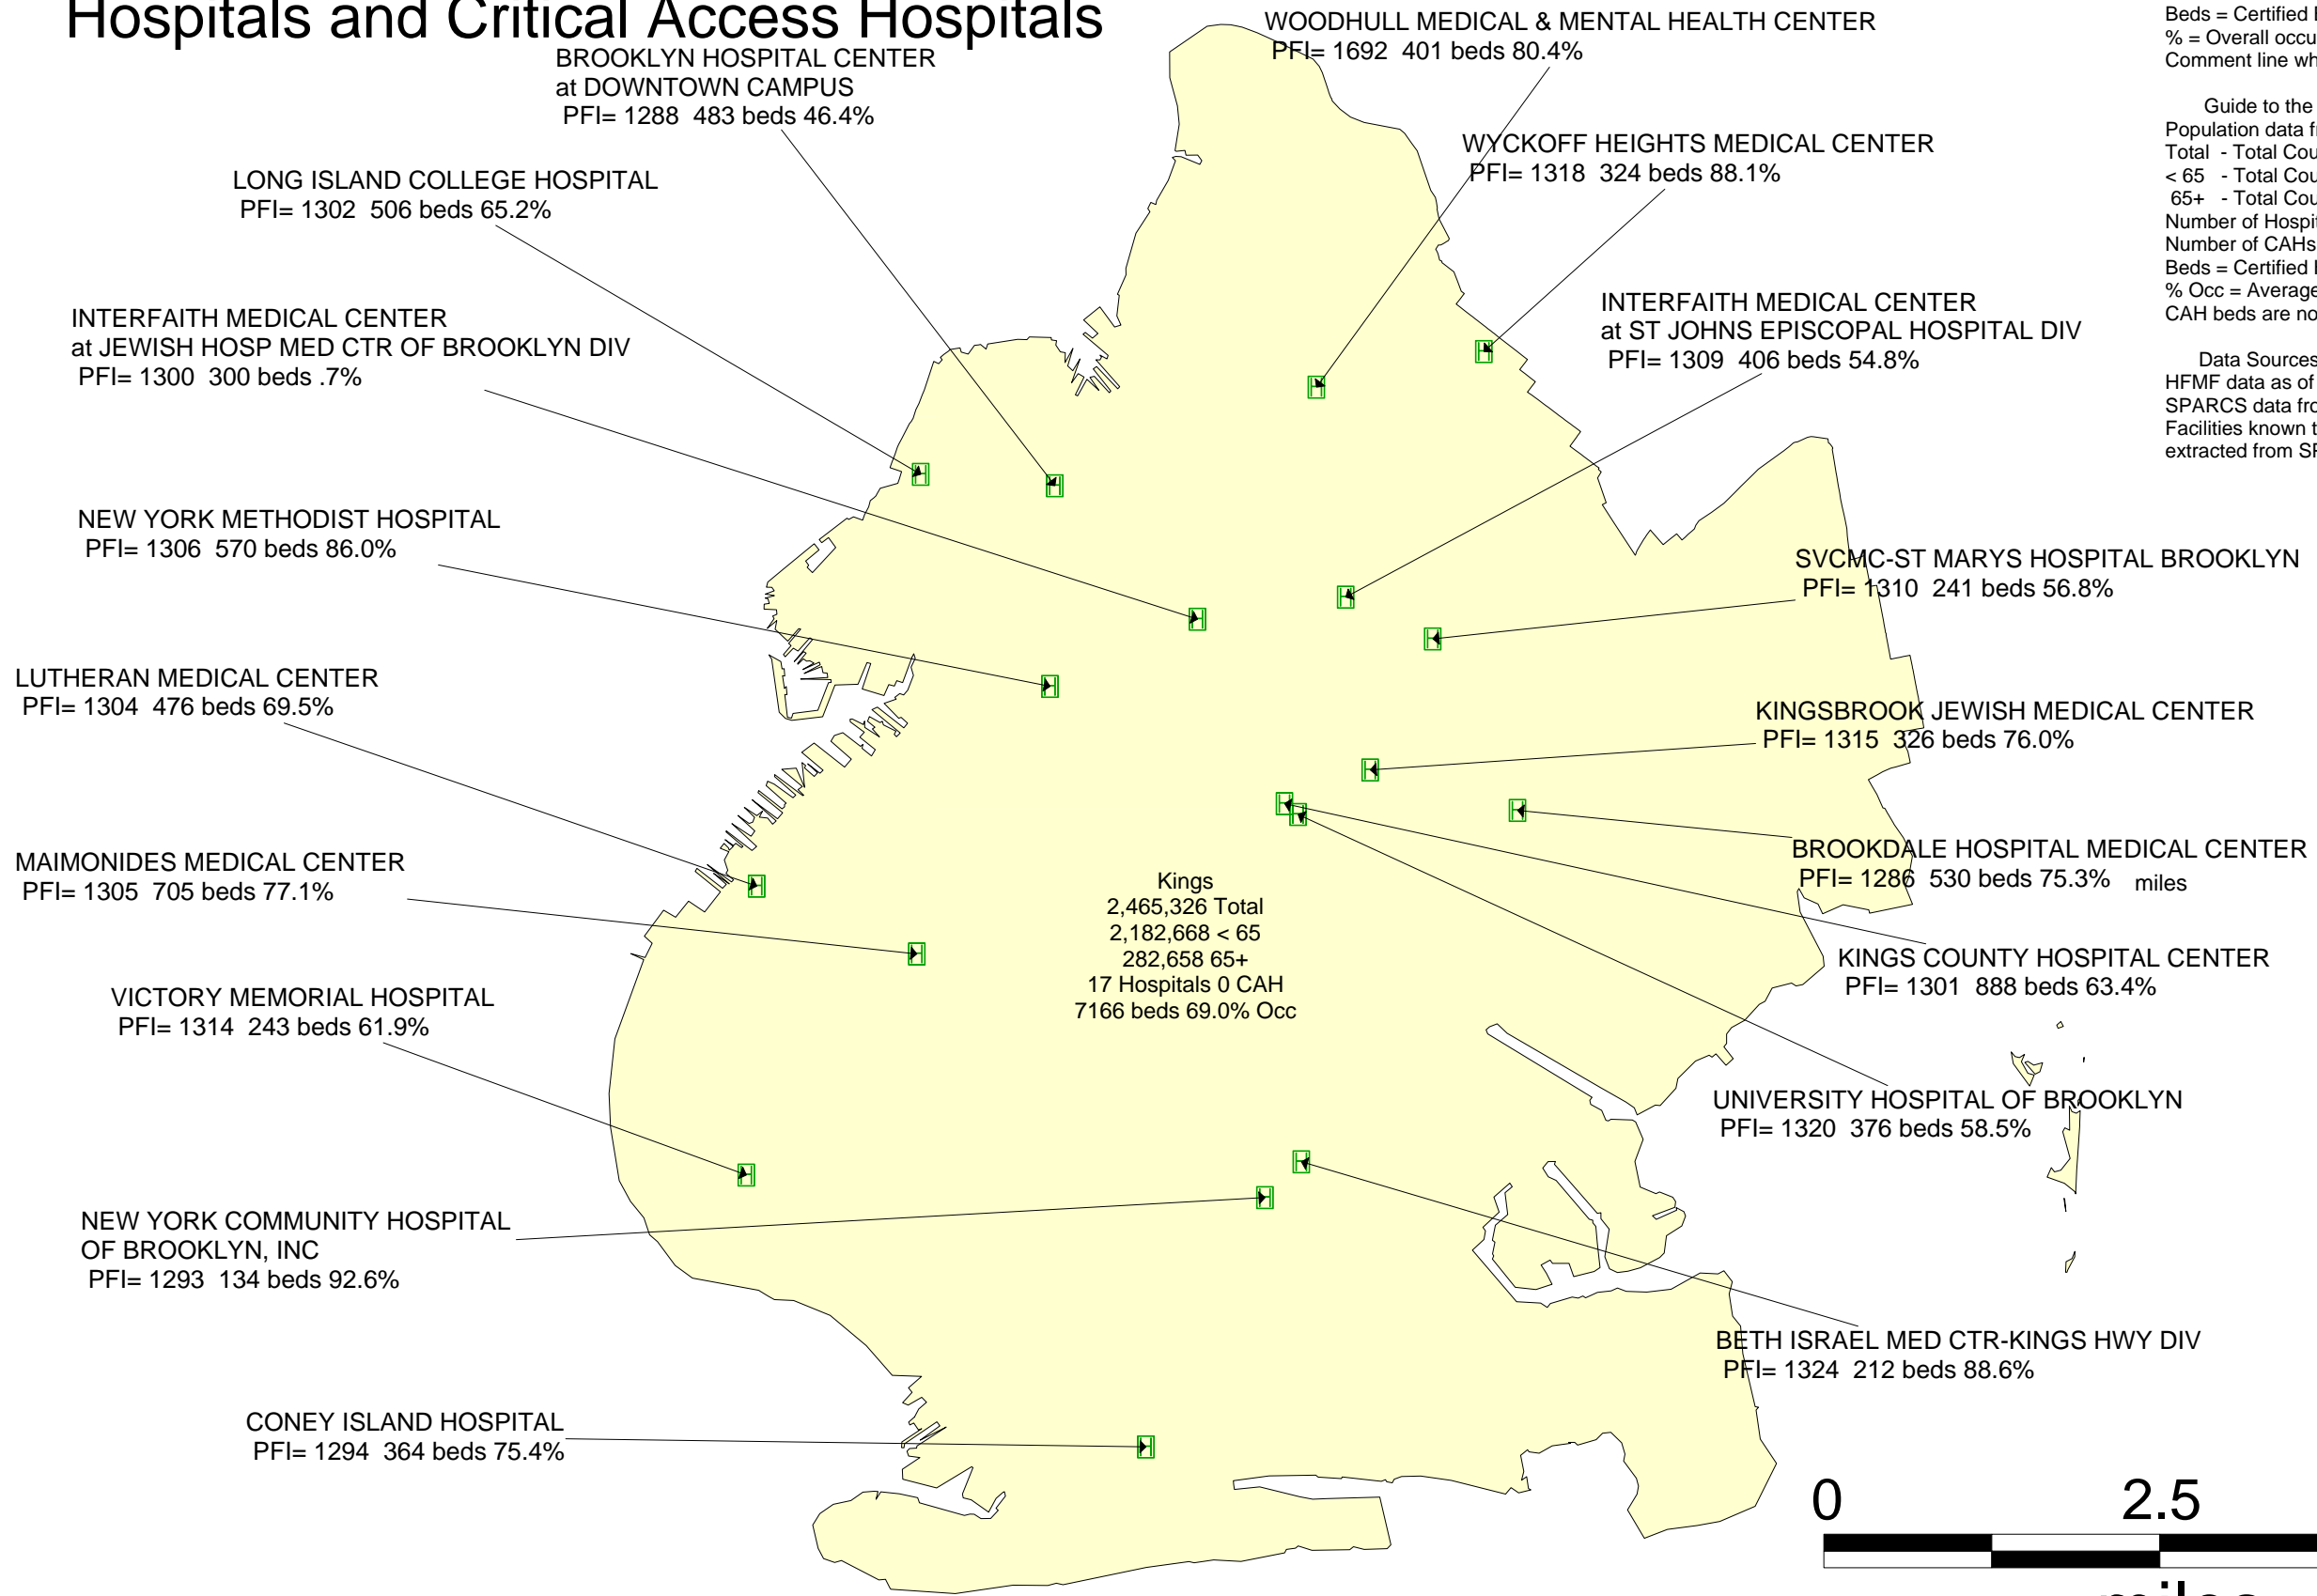 Hospitals and Critical Access Hospitals
BROOKLYN HOSPITAL CENTER
at DOWNTOWN CAMPUS
PFI= 1288 483 beds 46.4%
WOODHULL MEDICAL & MENTAL HEALTH CENTER
PFI= 1692 401 beds 80.4%
LONG ISLAND COLLEGE HOSPITAL
PFI= 1302 506 beds 65.2%
WYCKOFF HEIGHTS MEDICAL CENTER
PFI= 1318 324 beds 88.1%
INTERFAITH MEDICAL CENTER
at JEWISH HOSP MED CTR OF BROOKLYN DIV
PFI= 1300 300 beds .7%
INTERFAITH MEDICAL CENTER
at ST JOHNS EPISCOPAL HOSPITAL DIV
PFI= 1309 406 beds 54.8%
NEW YORK METHODIST HOSPITAL
PFI= 1306 570 beds 86.0%
SVCMC-ST MARYS HOSPITAL BROOKLYN
PFI= 1310 241 beds 56.8%
LUTHERAN MEDICAL CENTER
PFI= 1304 476 beds 69.5%
KINGSBROOK JEWISH MEDICAL CENTER
PFI= 1315 326 beds 76.0%
MAIMONIDES MEDICAL CENTER
PFI= 1305 705 beds 77.1%
BROOKDALE HOSPITAL MEDICAL CENTER
PFI= 1286 530 beds 75.3% miles
Kings
2,465,326 Total
2,182,668 < 65
282,658 65+
17 Hospitals 0 CAH
7166 beds 69.0% Occ
KINGS COUNTY HOSPITAL CENTER
PFI= 1301 888 beds 63.4%
VICTORY MEMORIAL HOSPITAL
PFI= 1314 243 beds 61.9%
UNIVERSITY HOSPITAL OF BROOKLYN
PFI= 1320 376 beds 58.5%
NEW YORK COMMUNITY HOSPITAL
OF BROOKLYN, INC
PFI= 1293 134 beds 92.6%
BETH ISRAEL MED CTR-KINGS HWY DIV
PFI= 1324 212 beds 88.6%
CONEY ISLAND HOSPITAL
PFI= 1294 364 beds 75.4%
Beds = Certified
% = Overall
Comment line
Guide to the
Population data
Total - Total
< 65 - Total
65+ - Total
Number of
Number of CAHs
Beds = Certified
% Occ = Average
CAH beds are
Data Sources
HFMF data as of
SPARCS data
Facilities known
extracted from
0 2.5
miles